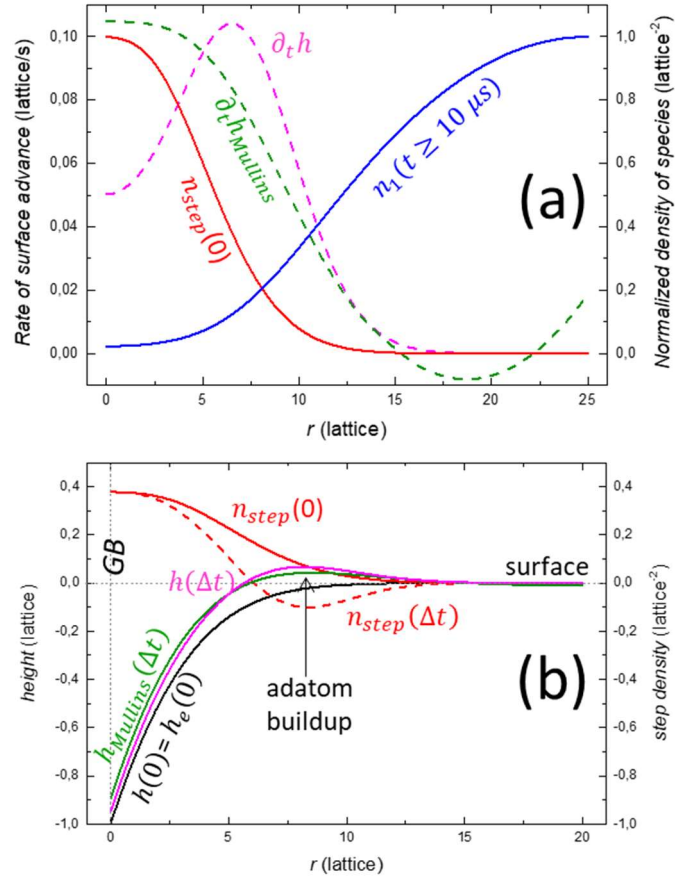 0,10
0,08
0,06
0,04
0,02
0,00
Rate of surface advance (lattice/s)
∂ₜh
∂ₜh_Mullins
n_step(0)
n₁(t ≥ 10 μs)
(a)
1,0
0,8
0,6
0,4
0,2
0,0
Normalized density of species (lattice⁻²)
0 5 10 15 20 25
r (lattice)
0,4
0,2
0,0
-0,2
-0,4
-0,6
-0,8
-1,0
height (lattice)
GB
n_step(0)
surface
h(Δt)
n_step(Δt)
h_Mullins(Δt)
h(0)= hₑ(0)
adatom
buildup
(b)
0,4
0,2
0,0
-0,2
-0,4
-0,6
-0,8
-1,0
step density (lattice⁻²)
0 5 10 15 20
r (lattice)